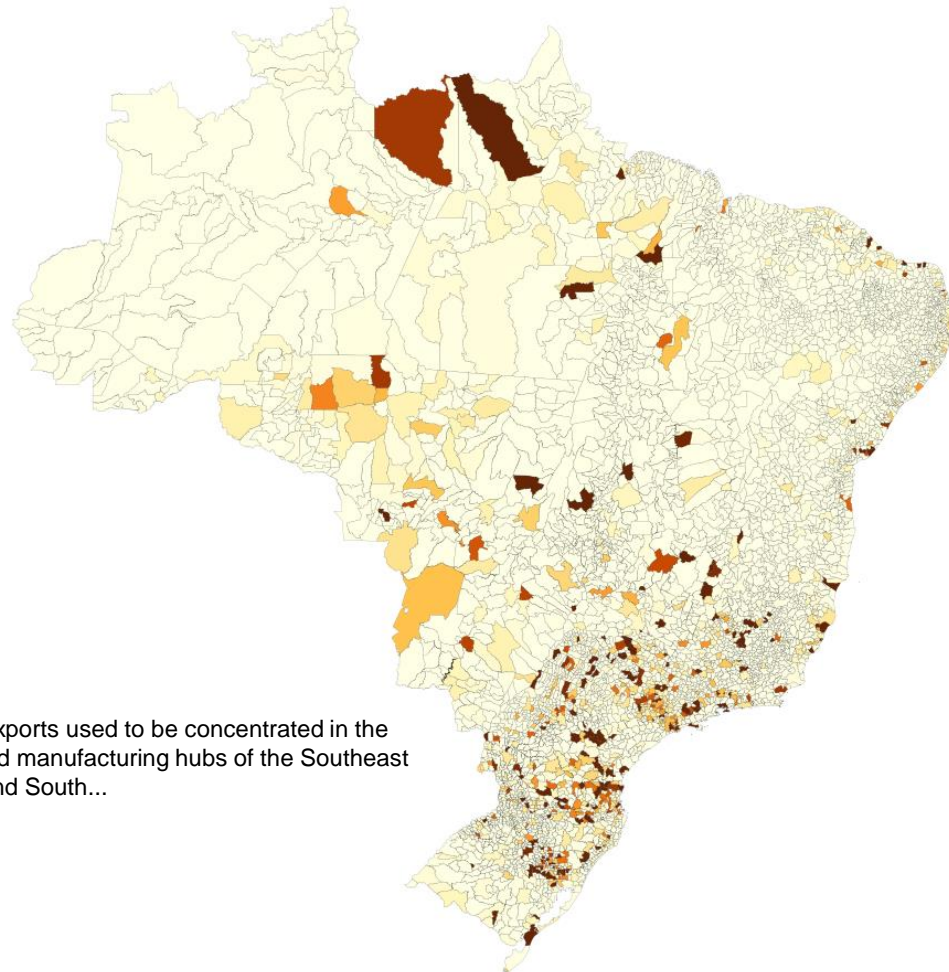 xports used to be concentrated in the
d manufacturing hubs of the Southeast
nd South...